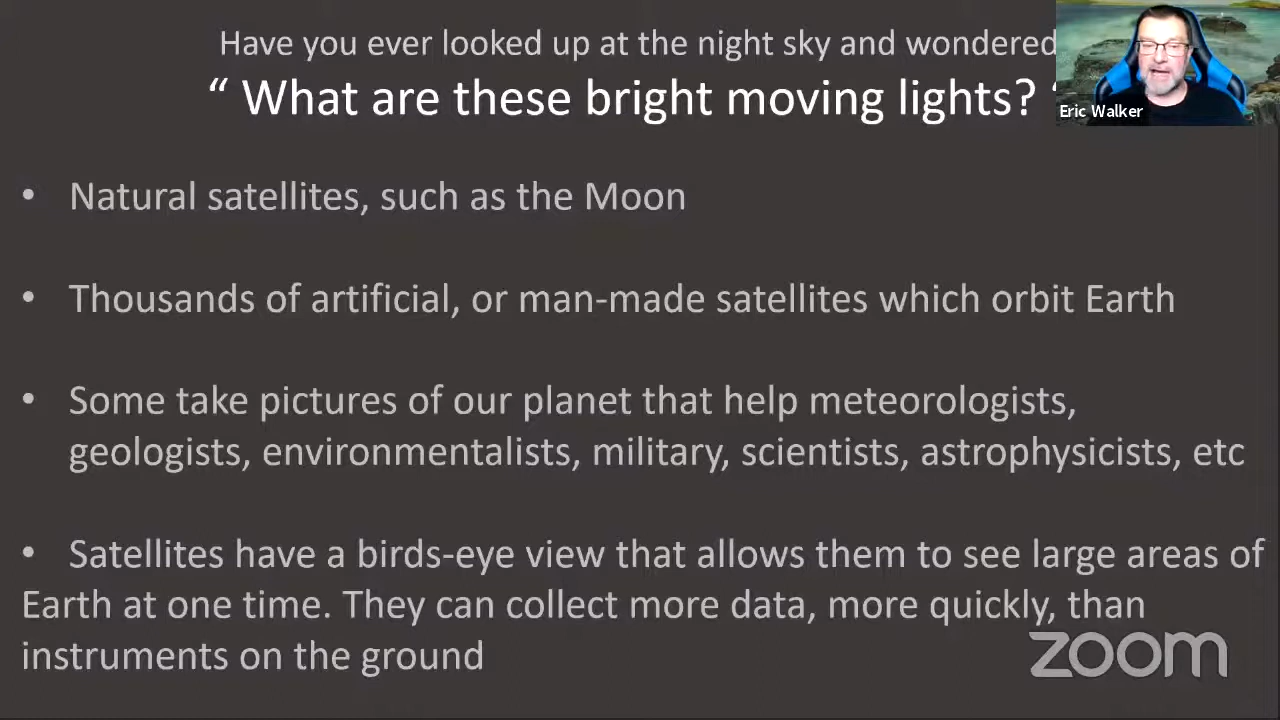 Have you ever looked up at the night sky and wondered
“ What are these bright moving lights? “
Eric Walker
• Natural satellites, such as the Moon
• Thousands of artificial, or man-made satellites which orbit Earth
• Some take pictures of our planet that help meteorologists,
geologists, environmentalists, military, scientists, astrophysicists, etc
• Satellites have a birds-eye view that allows them to see large areas of
Earth at one time. They can collect more data, more quickly, than
instruments on the ground
zoom